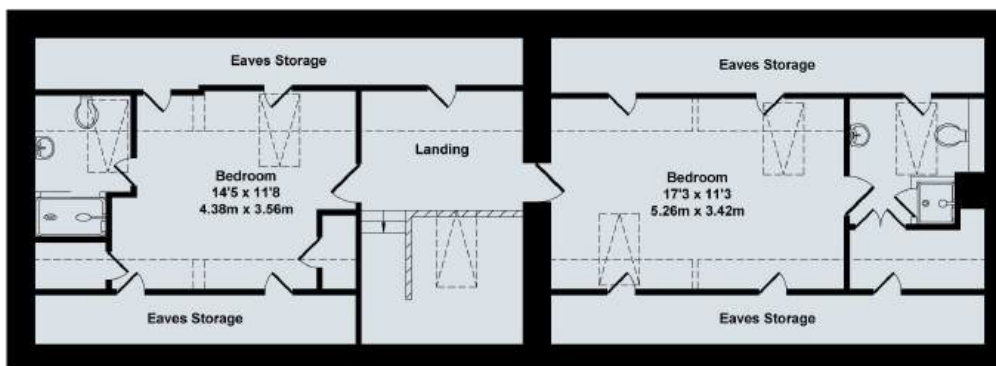 Eaves Storage
Eaves Storage
Landing
Bedroom
14'5 x 11'8
4.38m x 3.56m
Bedroom
17'3 x 11'3
5.26m x 3.42m
Eaves Storage
Eaves Storage